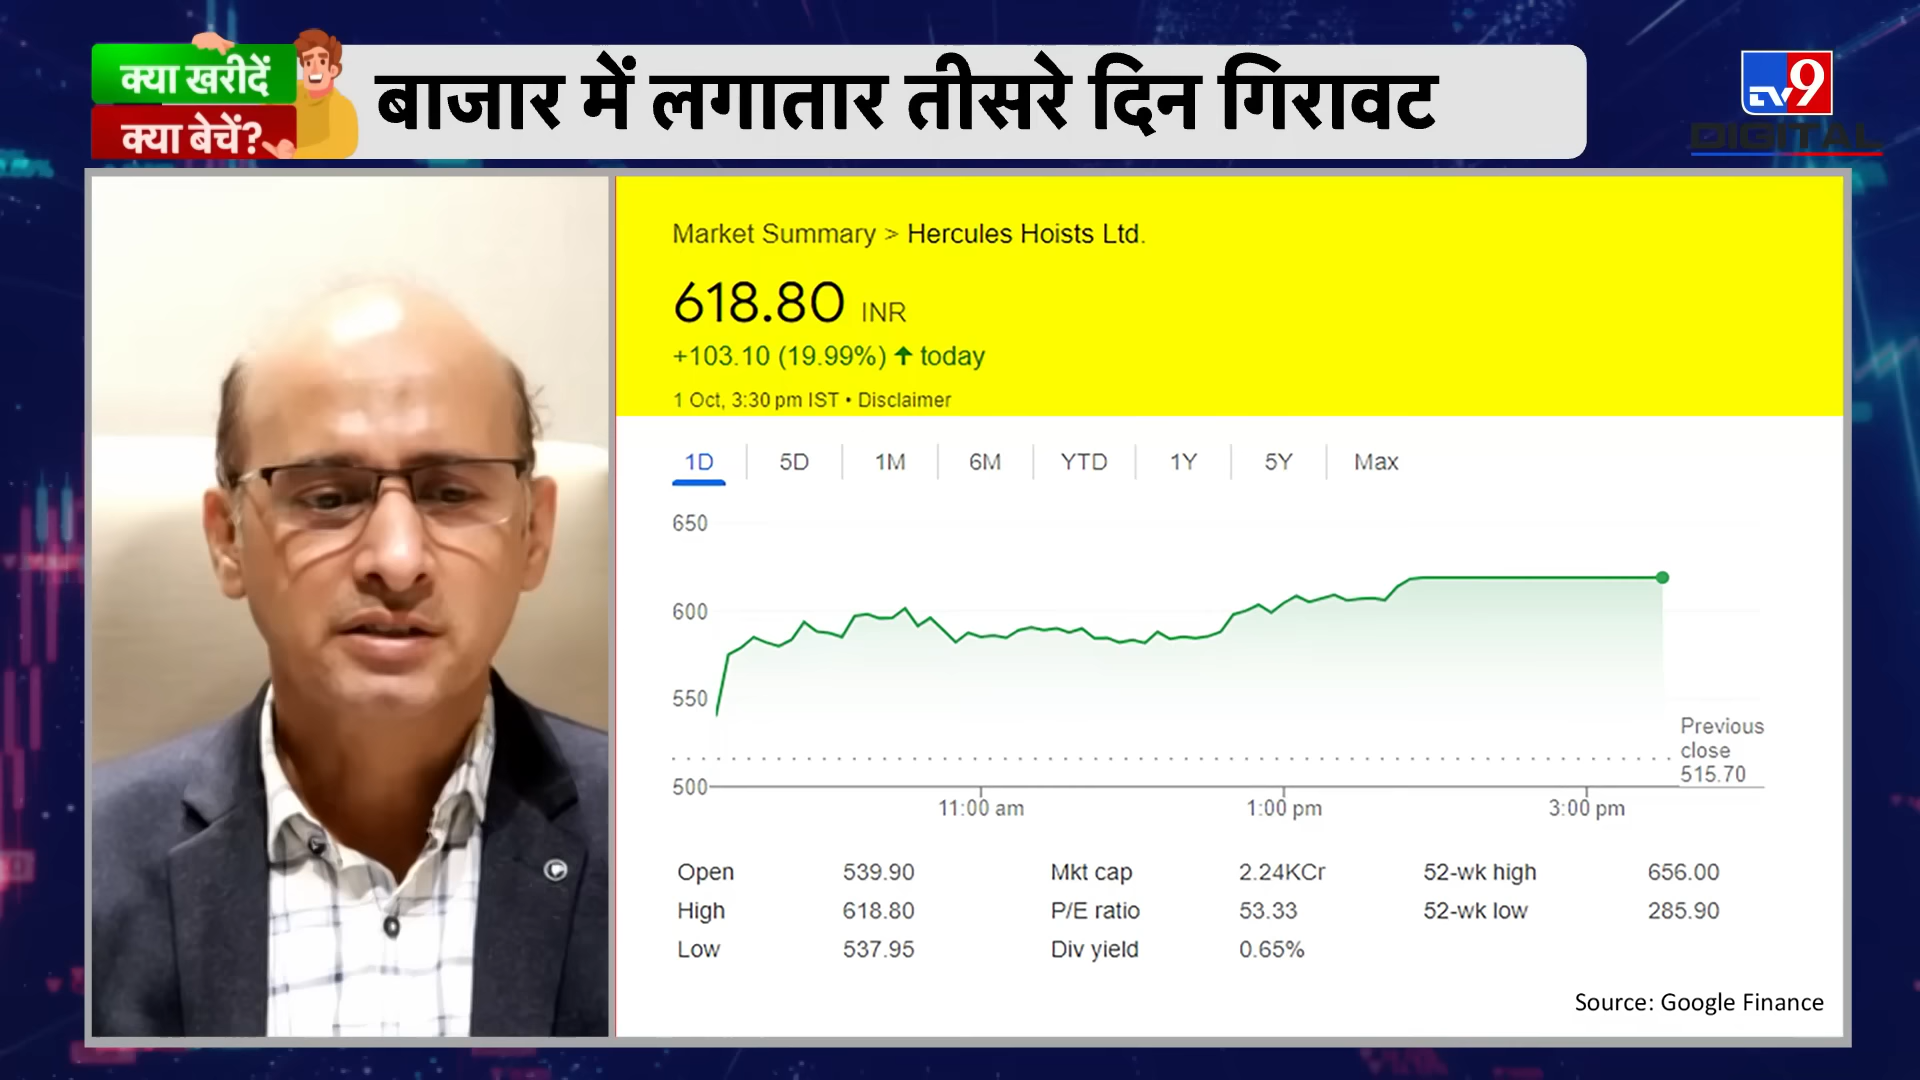 क्या खरीदें
क्या बेचें?
बाजार में लगातार तीसरे दिन गिरावट
TV9
DIGITAL
Market Summary > Hercules Hoists Ltd.
618.80 INR
+103.10 (19.99%) ↑ today
1 Oct, 3:30 pm IST • Disclaimer
1D 5D 1M 6M YTD 1Y 5Y Max
650
600
550
500
Previous
close
515.70
11:00 am 1:00 pm 3:00 pm
Open 539.90 Mkt cap 2.24KCr 52-wk high 656.00
High 618.80 P/E ratio 53.33 52-wk low 285.90
Low 537.95 Div yield 0.65%
Source: Google Finance